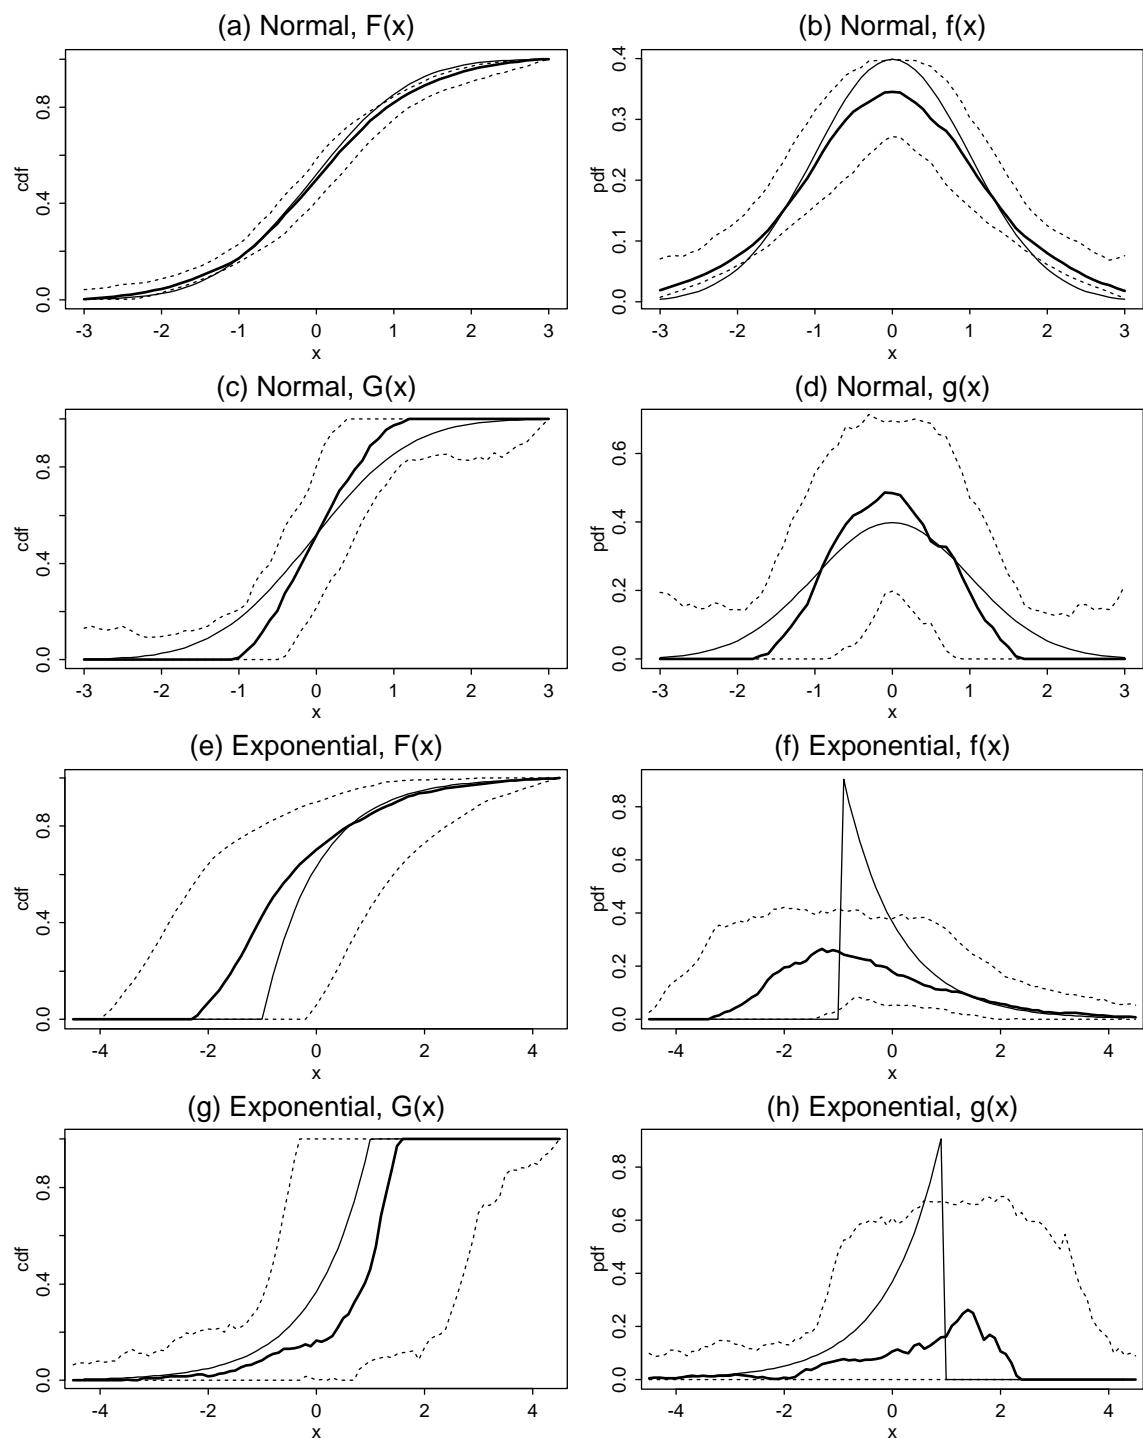 (a) Normal, F(x)
cdf
0.0 0.4 0.8
-3 -2 -1 0 1 2 3
x
(b) Normal, f(x)
pdf
0.0 0.1 0.2 0.3 0.4
-3 -2 -1 0 1 2 3
x
(c) Normal, G(x)
cdf
0.0 0.4 0.8
-3 -2 -1 0 1 2 3
x
(d) Normal, g(x)
pdf
0.0 0.2 0.4 0.6
-3 -2 -1 0 1 2 3
x
(e) Exponential, F(x)
cdf
0.0 0.4 0.8
-4 -2 0 2 4
x
(f) Exponential, f(x)
pdf
0.0 0.2 0.4 0.6 0.8
-4 -2 0 2 4
x
(g) Exponential, G(x)
cdf
0.0 0.4 0.8
-4 -2 0 2 4
x
(h) Exponential, g(x)
pdf
0.0 0.2 0.4 0.6 0.8
-4 -2 0 2 4
x